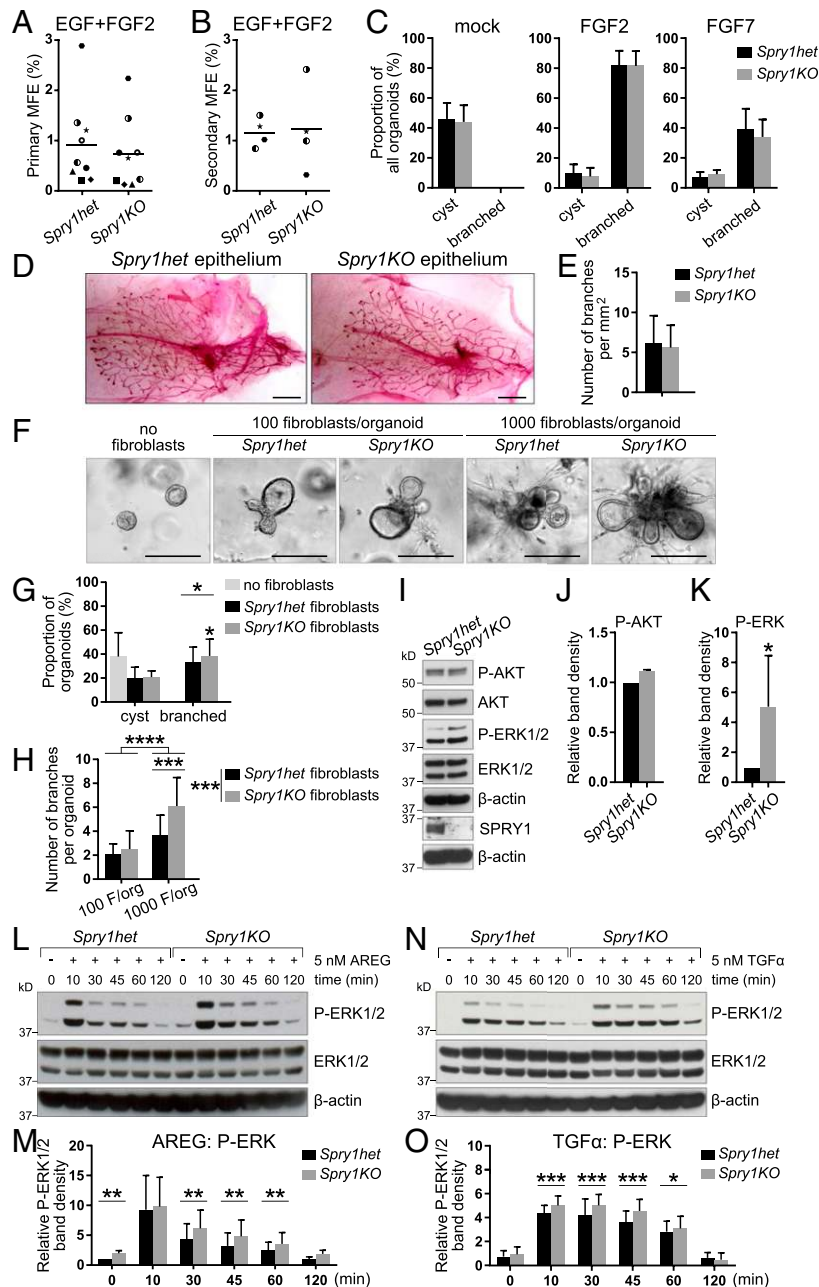 A
EGF+FGF2
Primary MFE (%)
3
2
1
0
Spry1het
Spry1KO
B
EGF+FGF2
Secondary MFE (%)
3
2
1
0
Spry1het
Spry1KO
C
mock
FGF2
FGF7
Spry1het
Spry1KO
Proportion of
all organoids (%)
100
80
60
40
20
0
cyst
branched
100
80
60
40
20
0
cyst
branched
100
80
60
40
20
0
cyst
branched
D
Spry1het epithelium
Spry1KO epithelium
E
Spry1het
Spry1KO
Number of branches
per mm2
15
10
5
0
F
no
fibroblasts
100 fibroblasts/organoid
Spry1het
Spry1KO
1000 fibroblasts/organoid
Spry1het
Spry1KO
G
Proportion of
organoids (%)
100
80
60
40
20
0
*
*
cyst
branched
no fibroblasts
Spry1het fibroblasts
Spry1KO fibroblasts
H
Number of branches
per organoid
10
8
6
4
2
0
****
***
***
Spry1het fibroblasts
Spry1KO fibroblasts
100 F/org
1000 F/org
I
Spry1het
Spry1KO
kD
50
P-AKT
50
AKT
37
P-ERK1/2
37
ERK1/2
37
β-actin
37
SPRY1
37
β-actin
J
P-AKT
Relative band density
1.5
1.0
0.5
0.0
Spry1het
Spry1KO
K
P-ERK
Relative band density
10
8
6
4
2
0
*
Spry1het
Spry1KO
L
Spry1het
Spry1KO
- + + + + + - + + + + + 5 nM AREG
0 10 30 45 60 120 0 10 30 45 60 120 time (min)
kD
37
P-ERK1/2
37
ERK1/2
37
β-actin
M
AREG: P-ERK
Spry1het
Spry1KO
Relative P-ERK1/2
band density
20
15
10
5
0
** ** ** **
0 10 30 45 60 120 (min)
N
Spry1het
Spry1KO
- + + + + + - + + + + + 5 nM TGFα
0 10 30 45 60 120 0 10 30 45 60 120 time (min)
kD
37
P-ERK1/2
37
ERK1/2
37
β-actin
O
TGFα: P-ERK
Spry1het
Spry1KO
Relative P-ERK1/2
band density
10
8
6
4
2
0
*** *** *** *
0 10 30 45 60 120 (min)